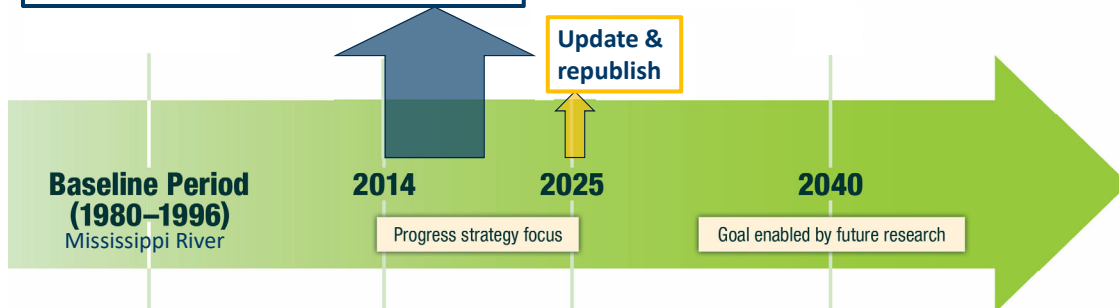 Update &
republish
Baseline Period
(1980–1996)
Mississippi River
2014
2025
2040
Progress strategy focus
Goal enabled by future research